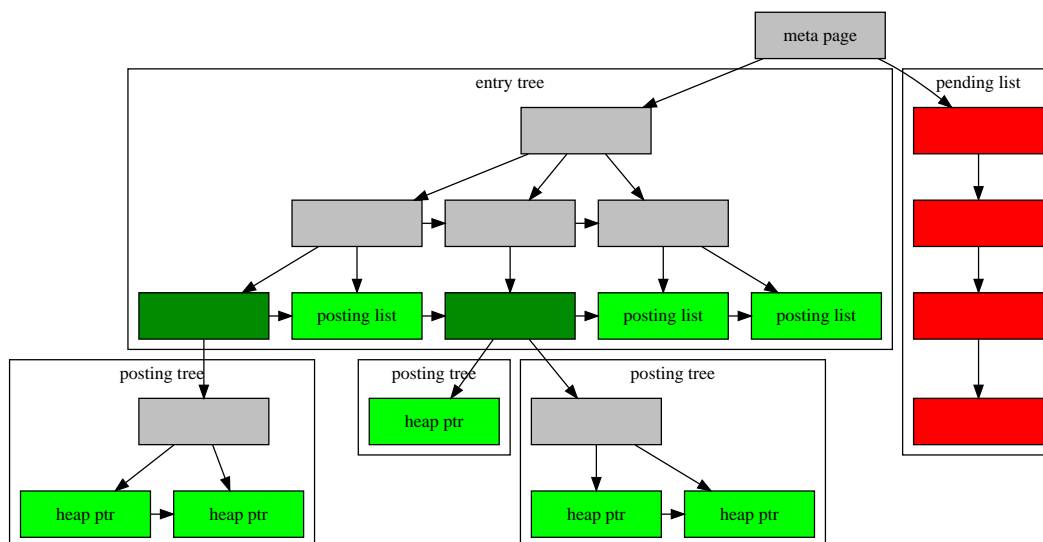 meta page
entry tree
pending list
posting list
posting list
posting list
posting tree
posting tree
posting tree
heap ptr
heap ptr
heap ptr
heap ptr
heap ptr